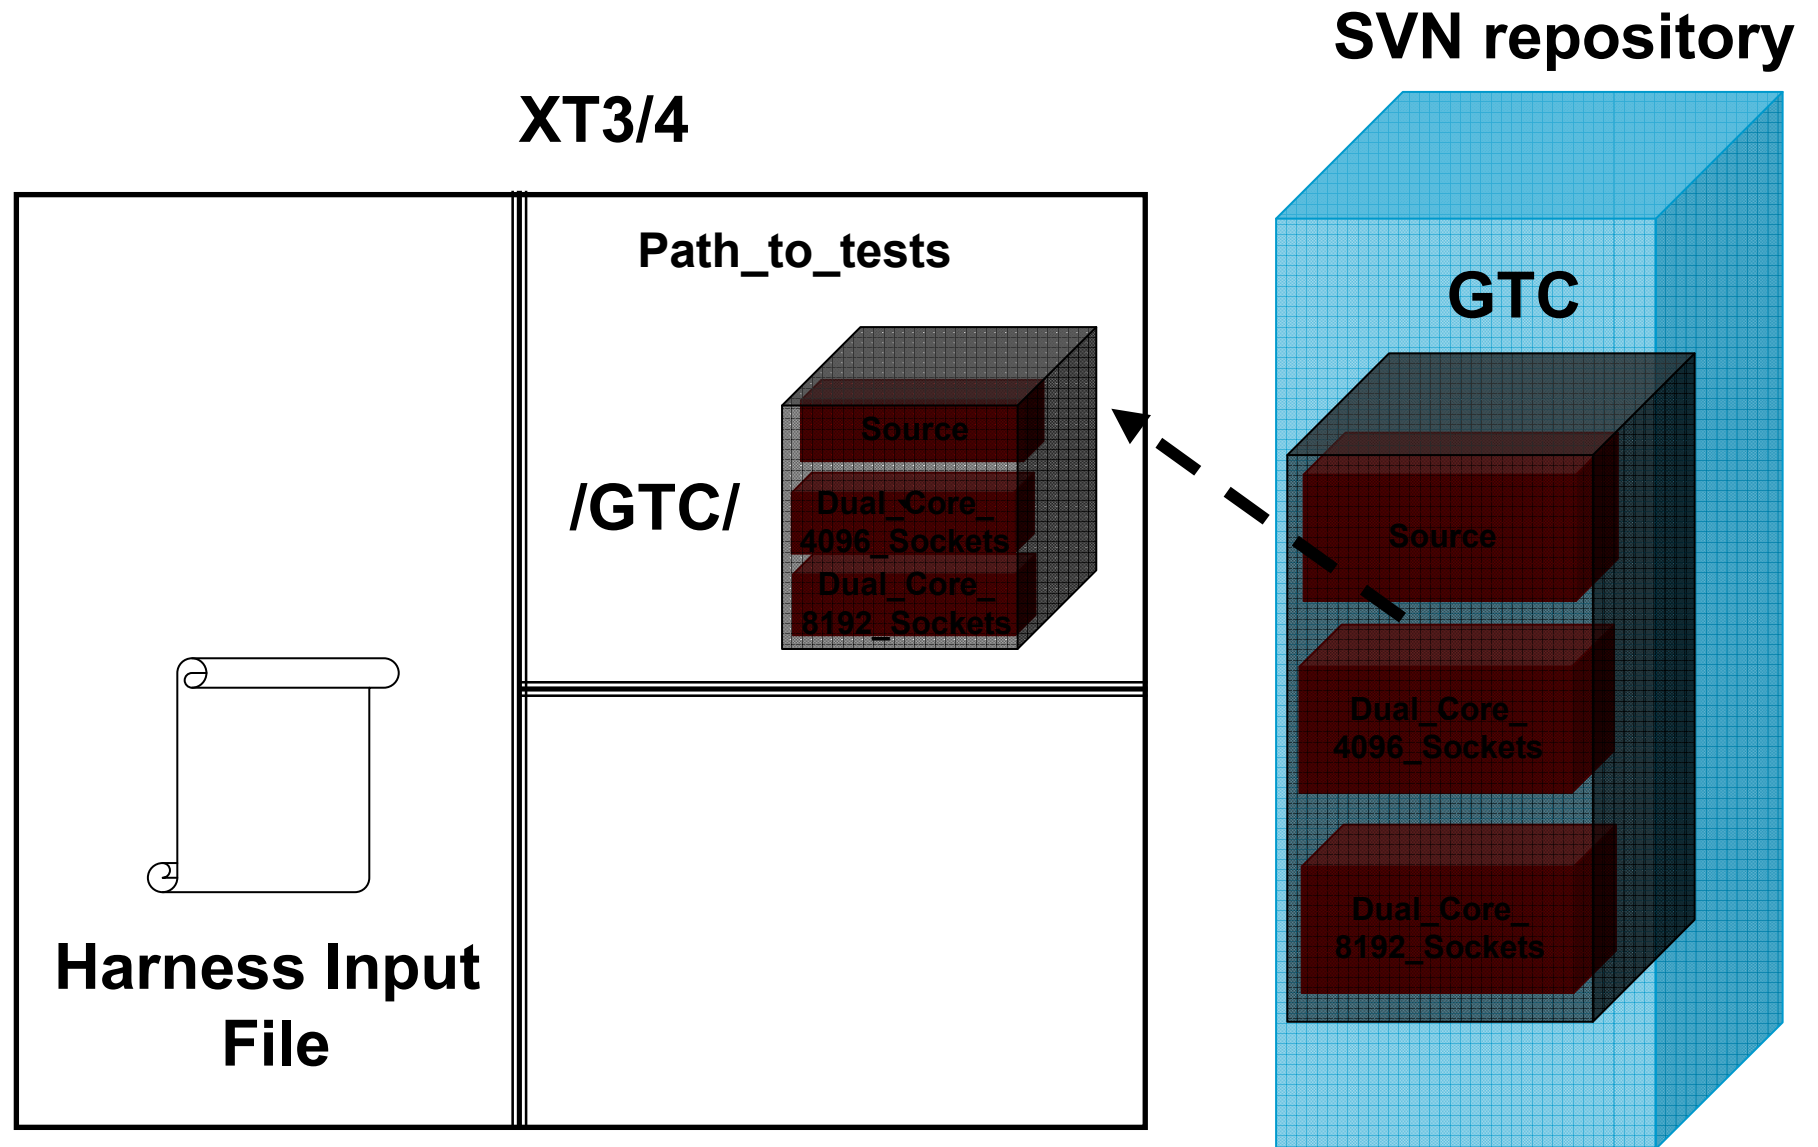 SVN repository
XT3/4
Path_to_tests
GTC
Source
/GTC/
Dual_Core_
4096_Sockets
Dual_Core_
8192_Sockets
Source
Dual_Core_
4096_Sockets
Dual_Core_
8192_Sockets
Harness Input
File